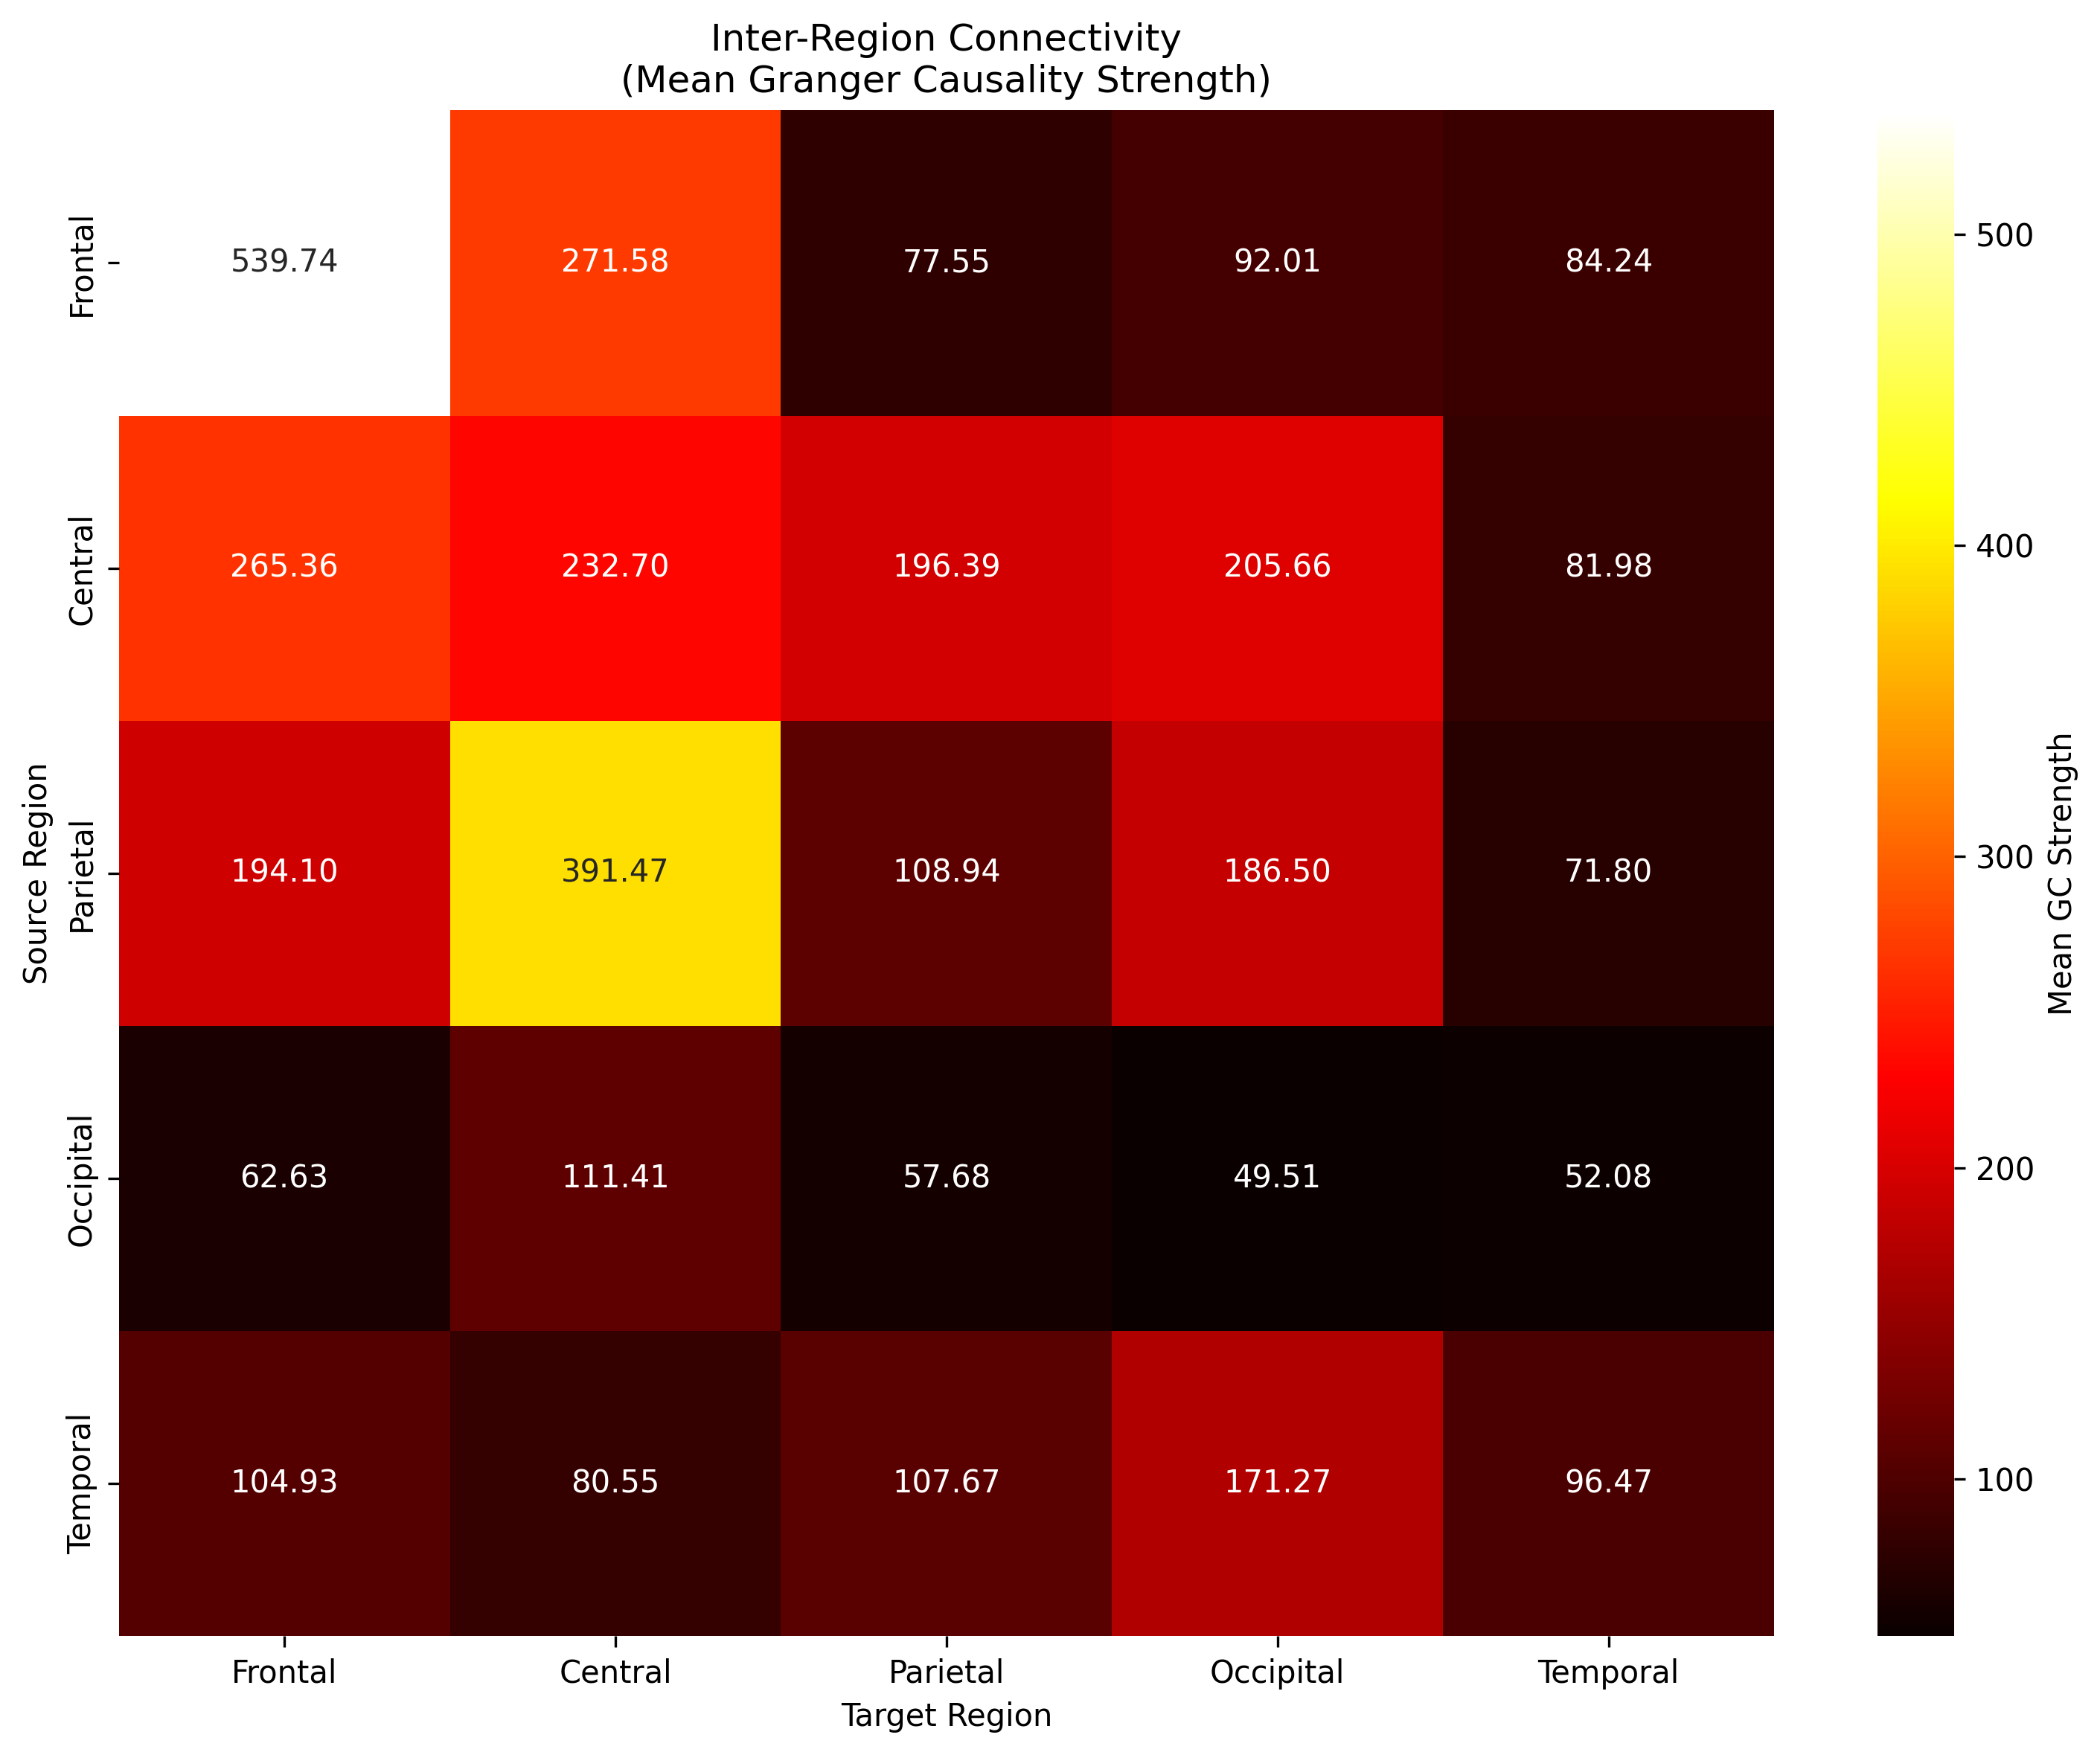 Inter-Region Connectivity
(Mean Granger Causality Strength)
Source Region
Frontal
539.74 271.58 77.55 92.01 84.24
Central
265.36 232.70 196.39 205.66 81.98
Parietal
194.10 391.47 108.94 186.50 71.80
Occipital
62.63 111.41 57.68 49.51 52.08
Temporal
104.93 80.55 107.67 171.27 96.47
Frontal Central Parietal Occipital Temporal
Target Region
500
400
300
200
100
Mean GC Strength